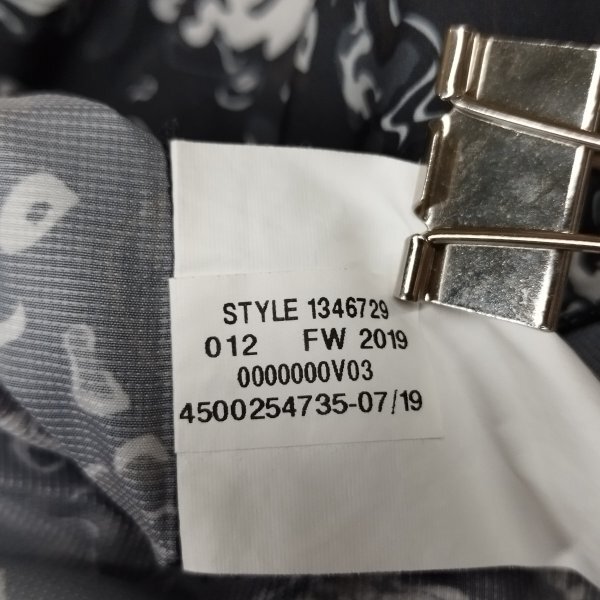 STYLE 1346729
012 FW 2019
0000000V03
4500254735-07/19